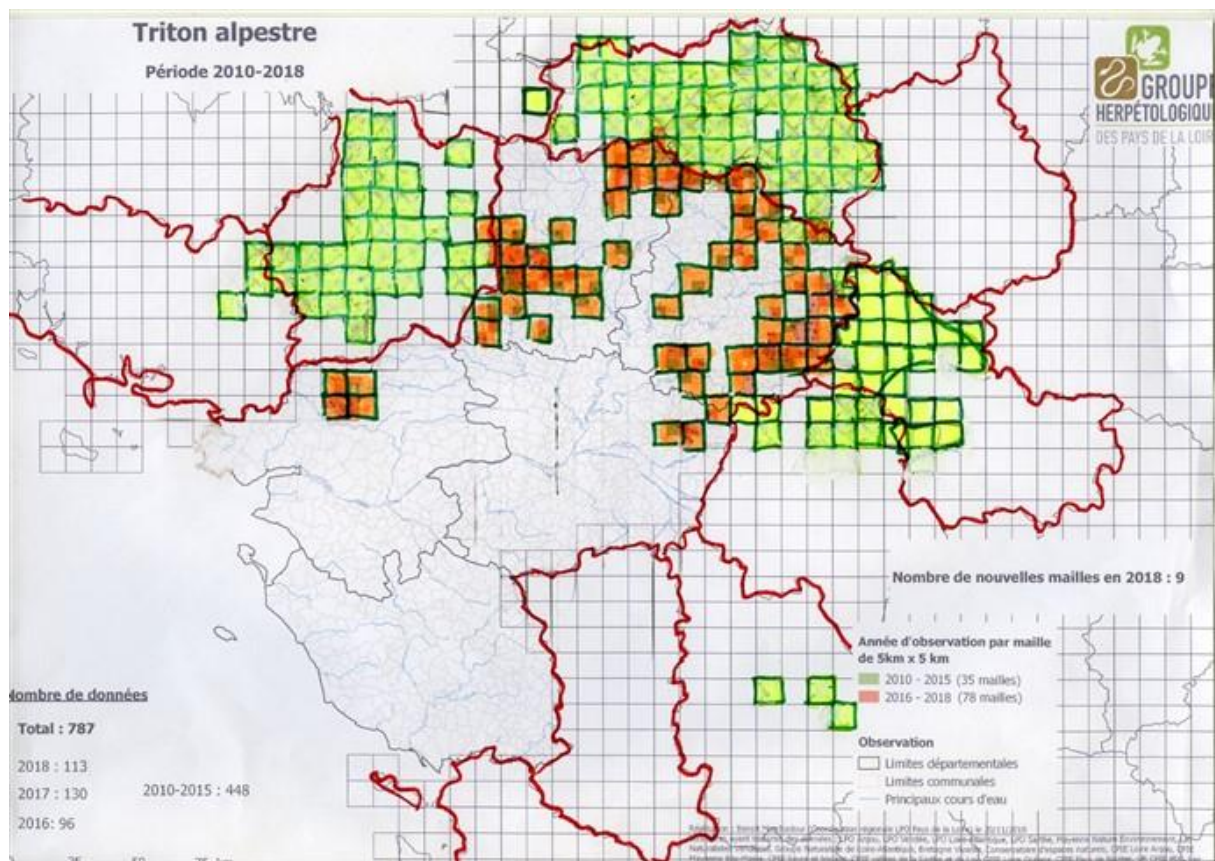 Triton alpestre
Période 2010-2018
GROUPE
HERPÉTOLOGIQU
DES PAYS DE LA LOIR
Nombre de nouvelles mailles en 2018 : 9
Année d'observation par maille
de 5km x 5 km
2010 - 2015 (35 mailles)
2016 - 2018 (78 mailles)
Observation
Limites départementales
Limites communales
Principaux cours d'eau
Nombre de données
Total : 787
2018 : 113
2017 : 130
2010-2015 : 448
2016: 96